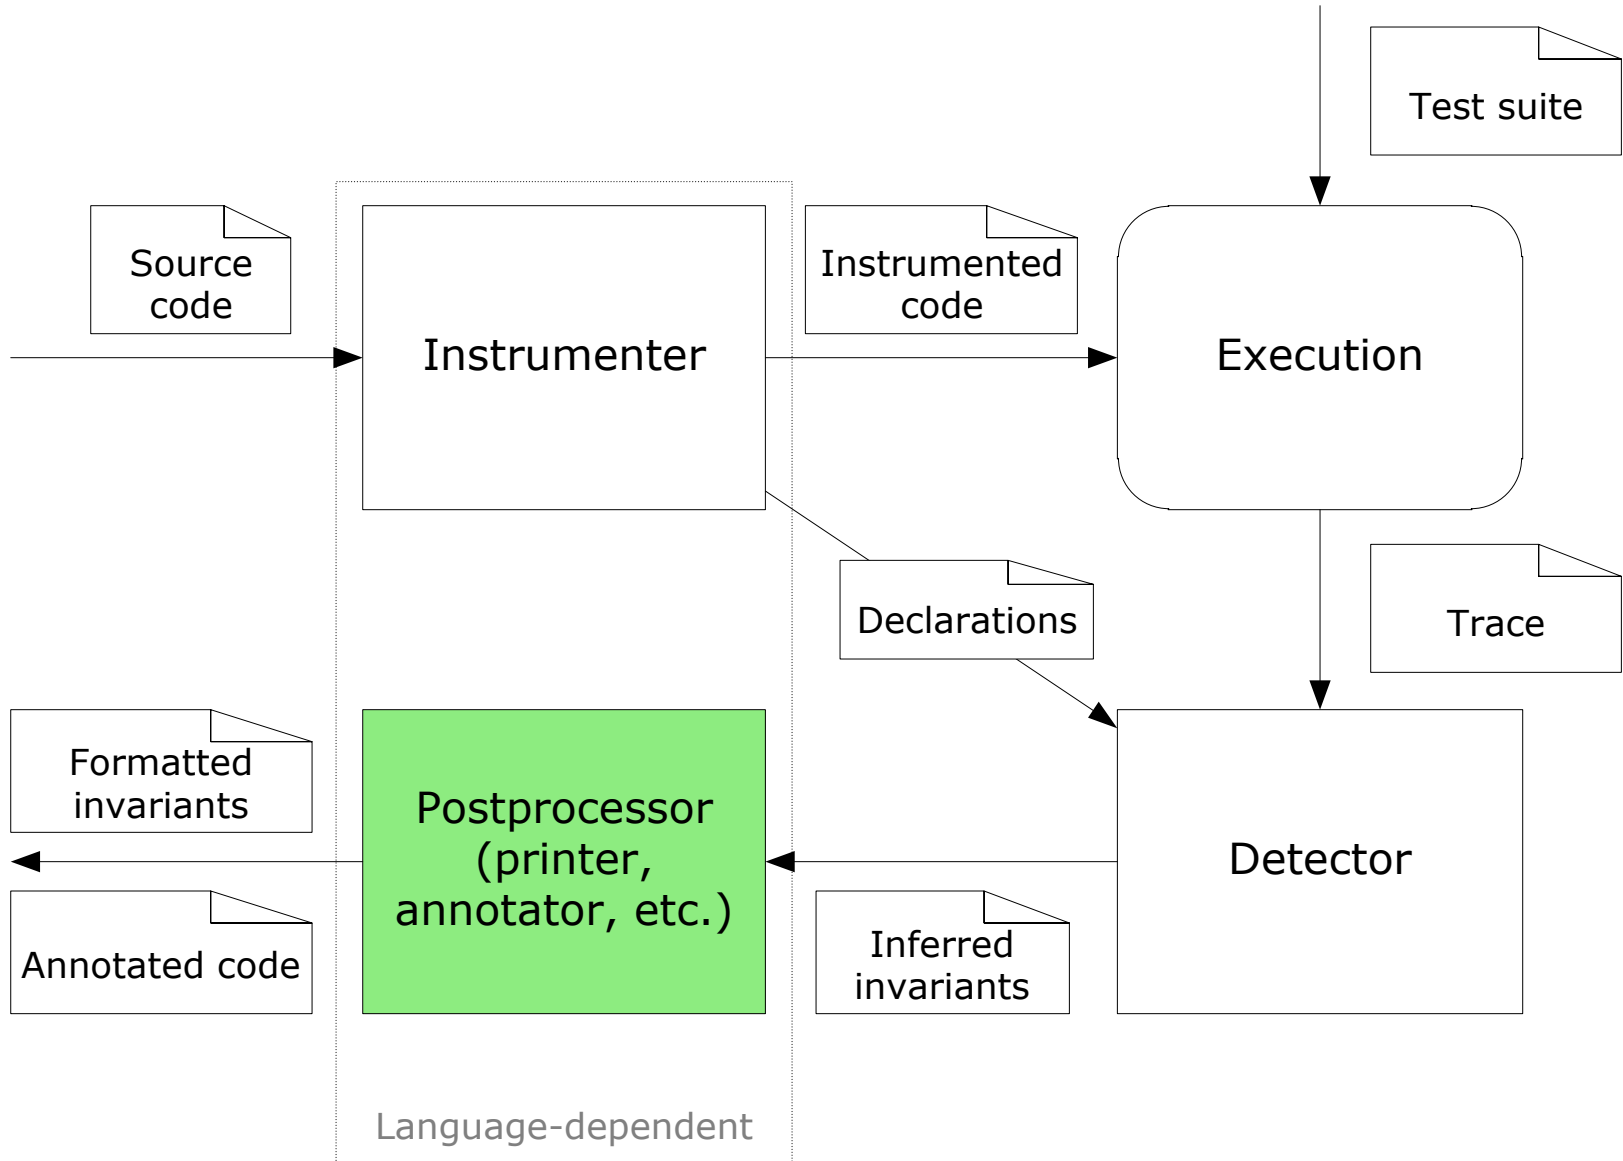 Test suite
Source
code
Instrumented
code
Instrumenter
Execution
Declarations
Trace
Formatted
invariants
Postprocessor
(printer,
annotator, etc.)
Detector
Annotated code
Inferred
invariants
Language-dependent